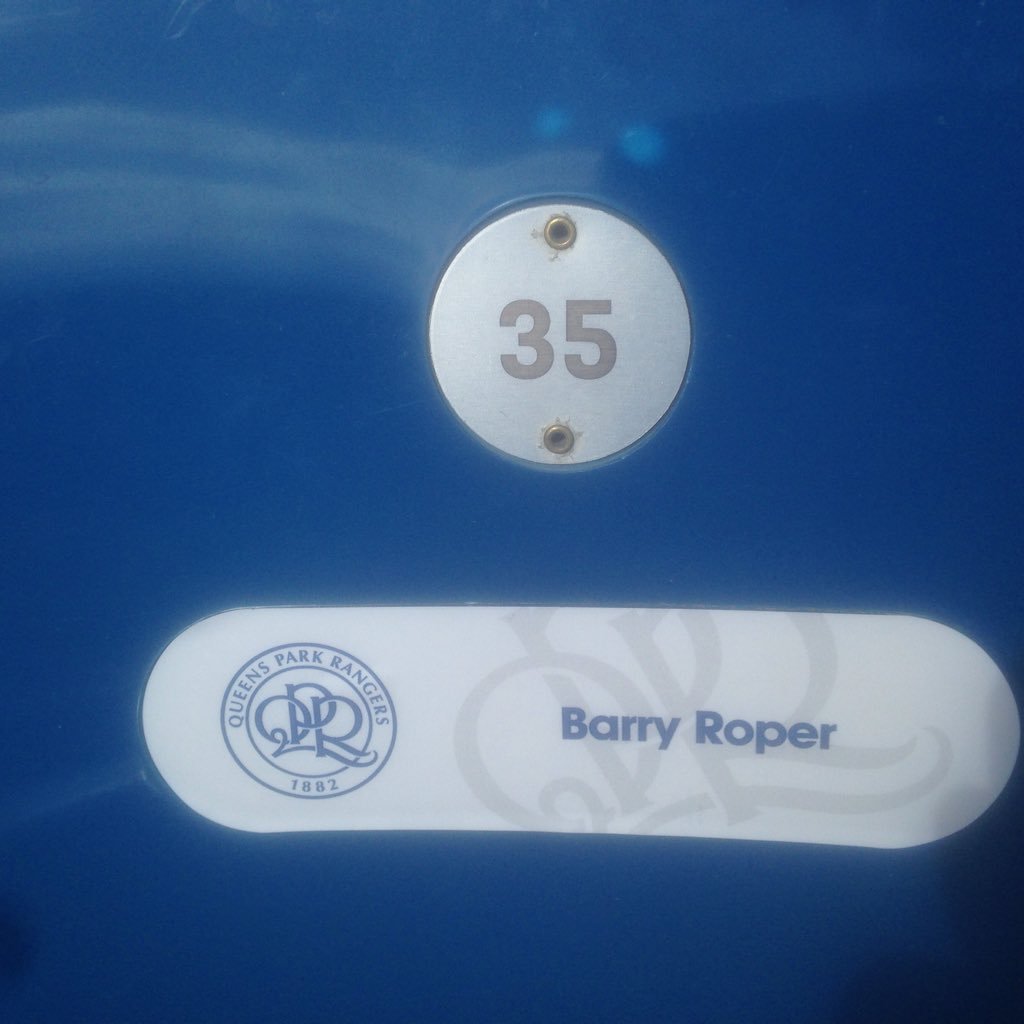 35
QUEENS PARK RANGERS
QPR
1882
Barry Roper